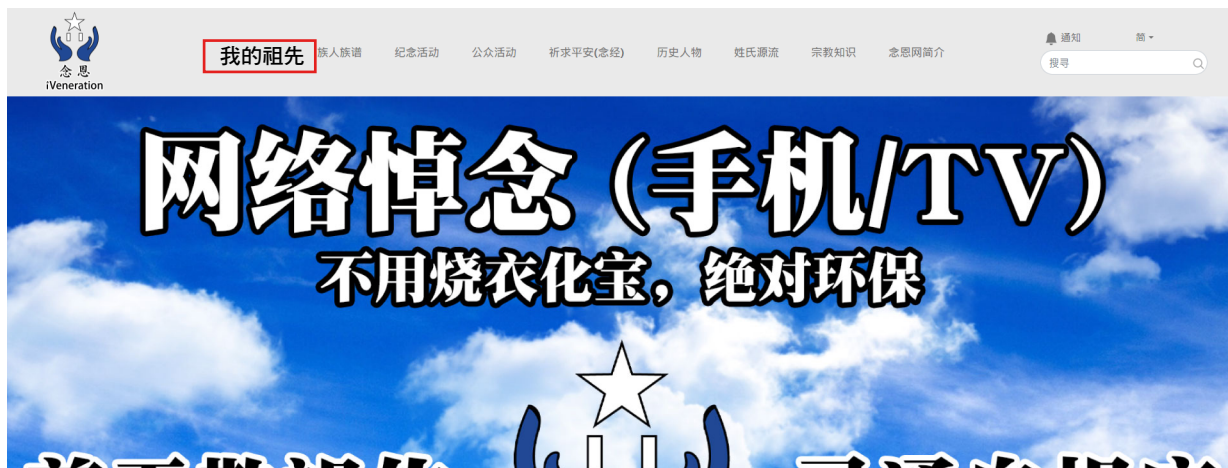 念恩
iVeneration
我的祖先
族人族谱
纪念活动
公众活动
祈求平安(念经)
历史人物
姓氏源流
宗教知识
念恩网简介
通知
简
搜寻
网络悼念 (手机/TV)
不用烧衣化宝，绝对环保